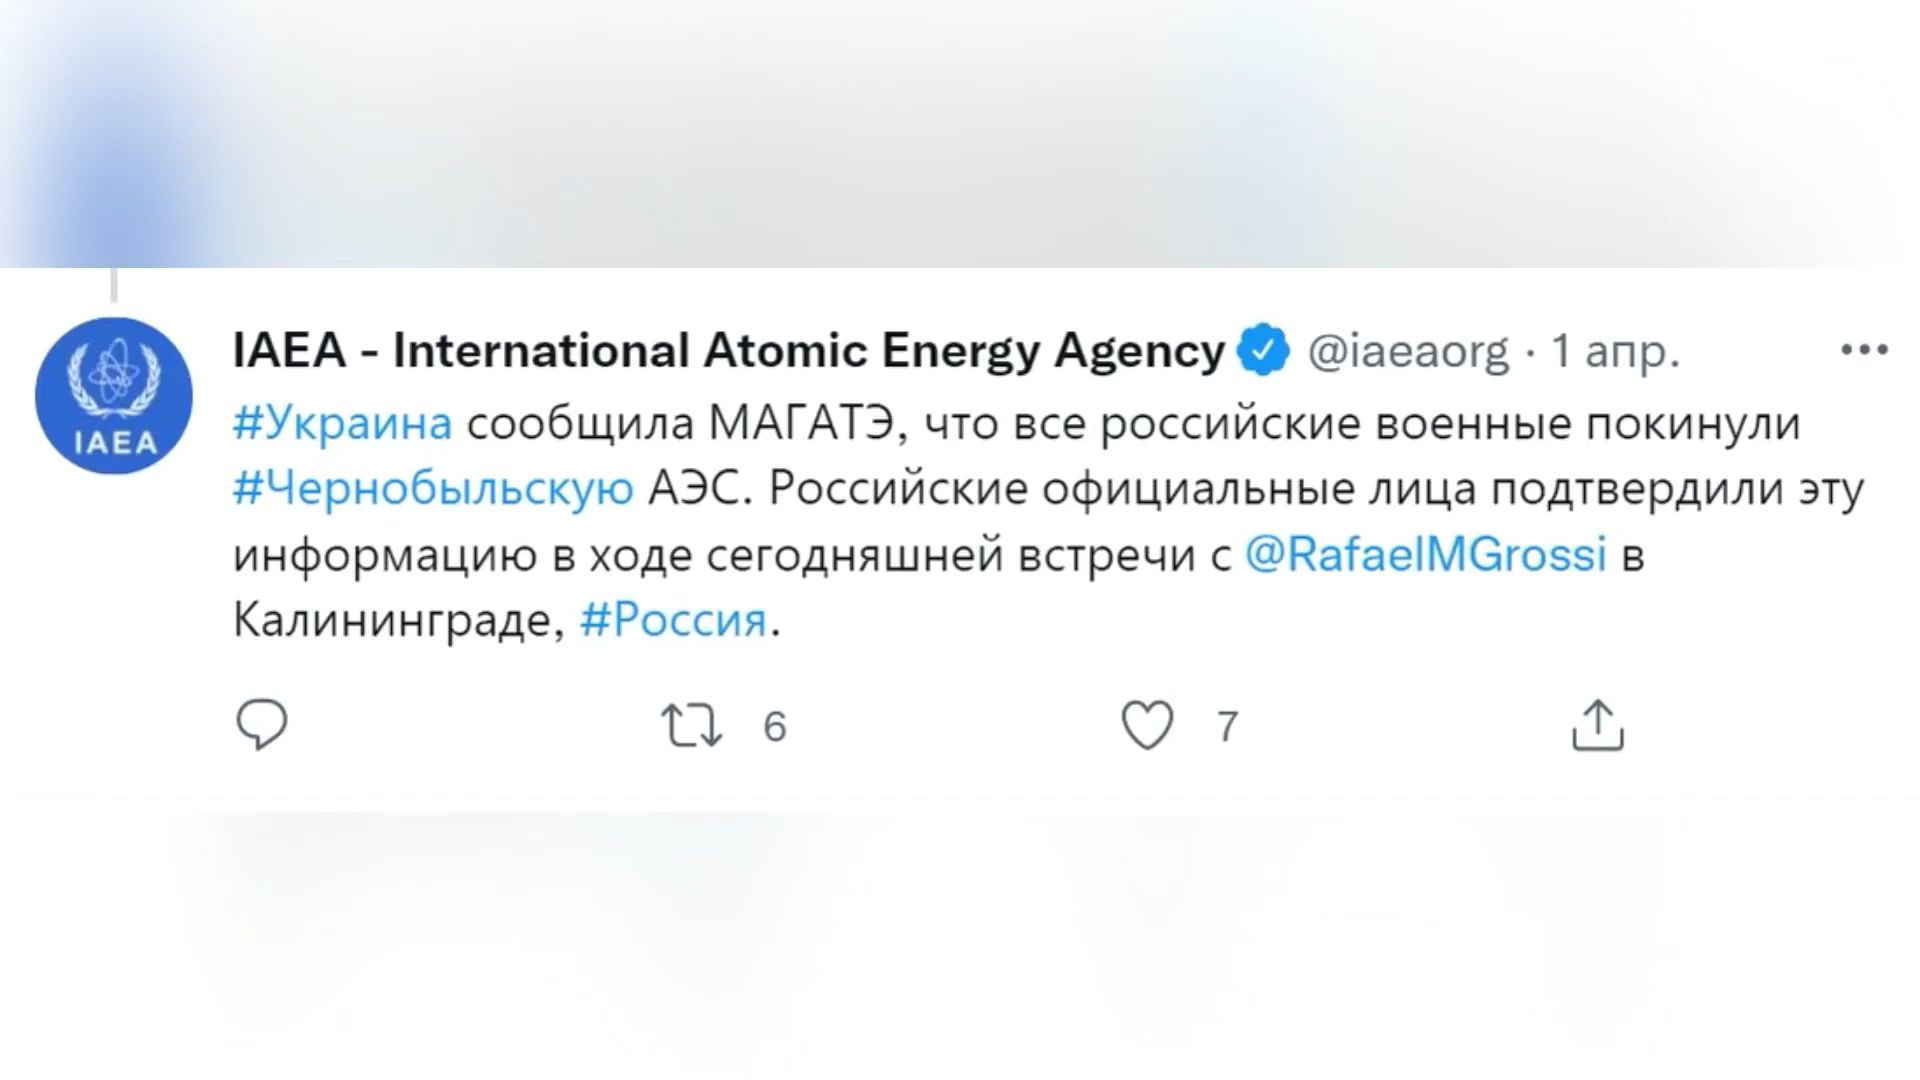 IAEA - International Atomic Energy Agency @iaeaorg · 1 апр.
IAEA
#Украина сообщила МАГАТЭ, что все российские военные покинули
#Чернобыльскую АЭС. Российские официальные лица подтвердили эту
информацию в ходе сегодняшней встречи с @RafaelMGrossi в
Калининграде, #Россия.
6 7